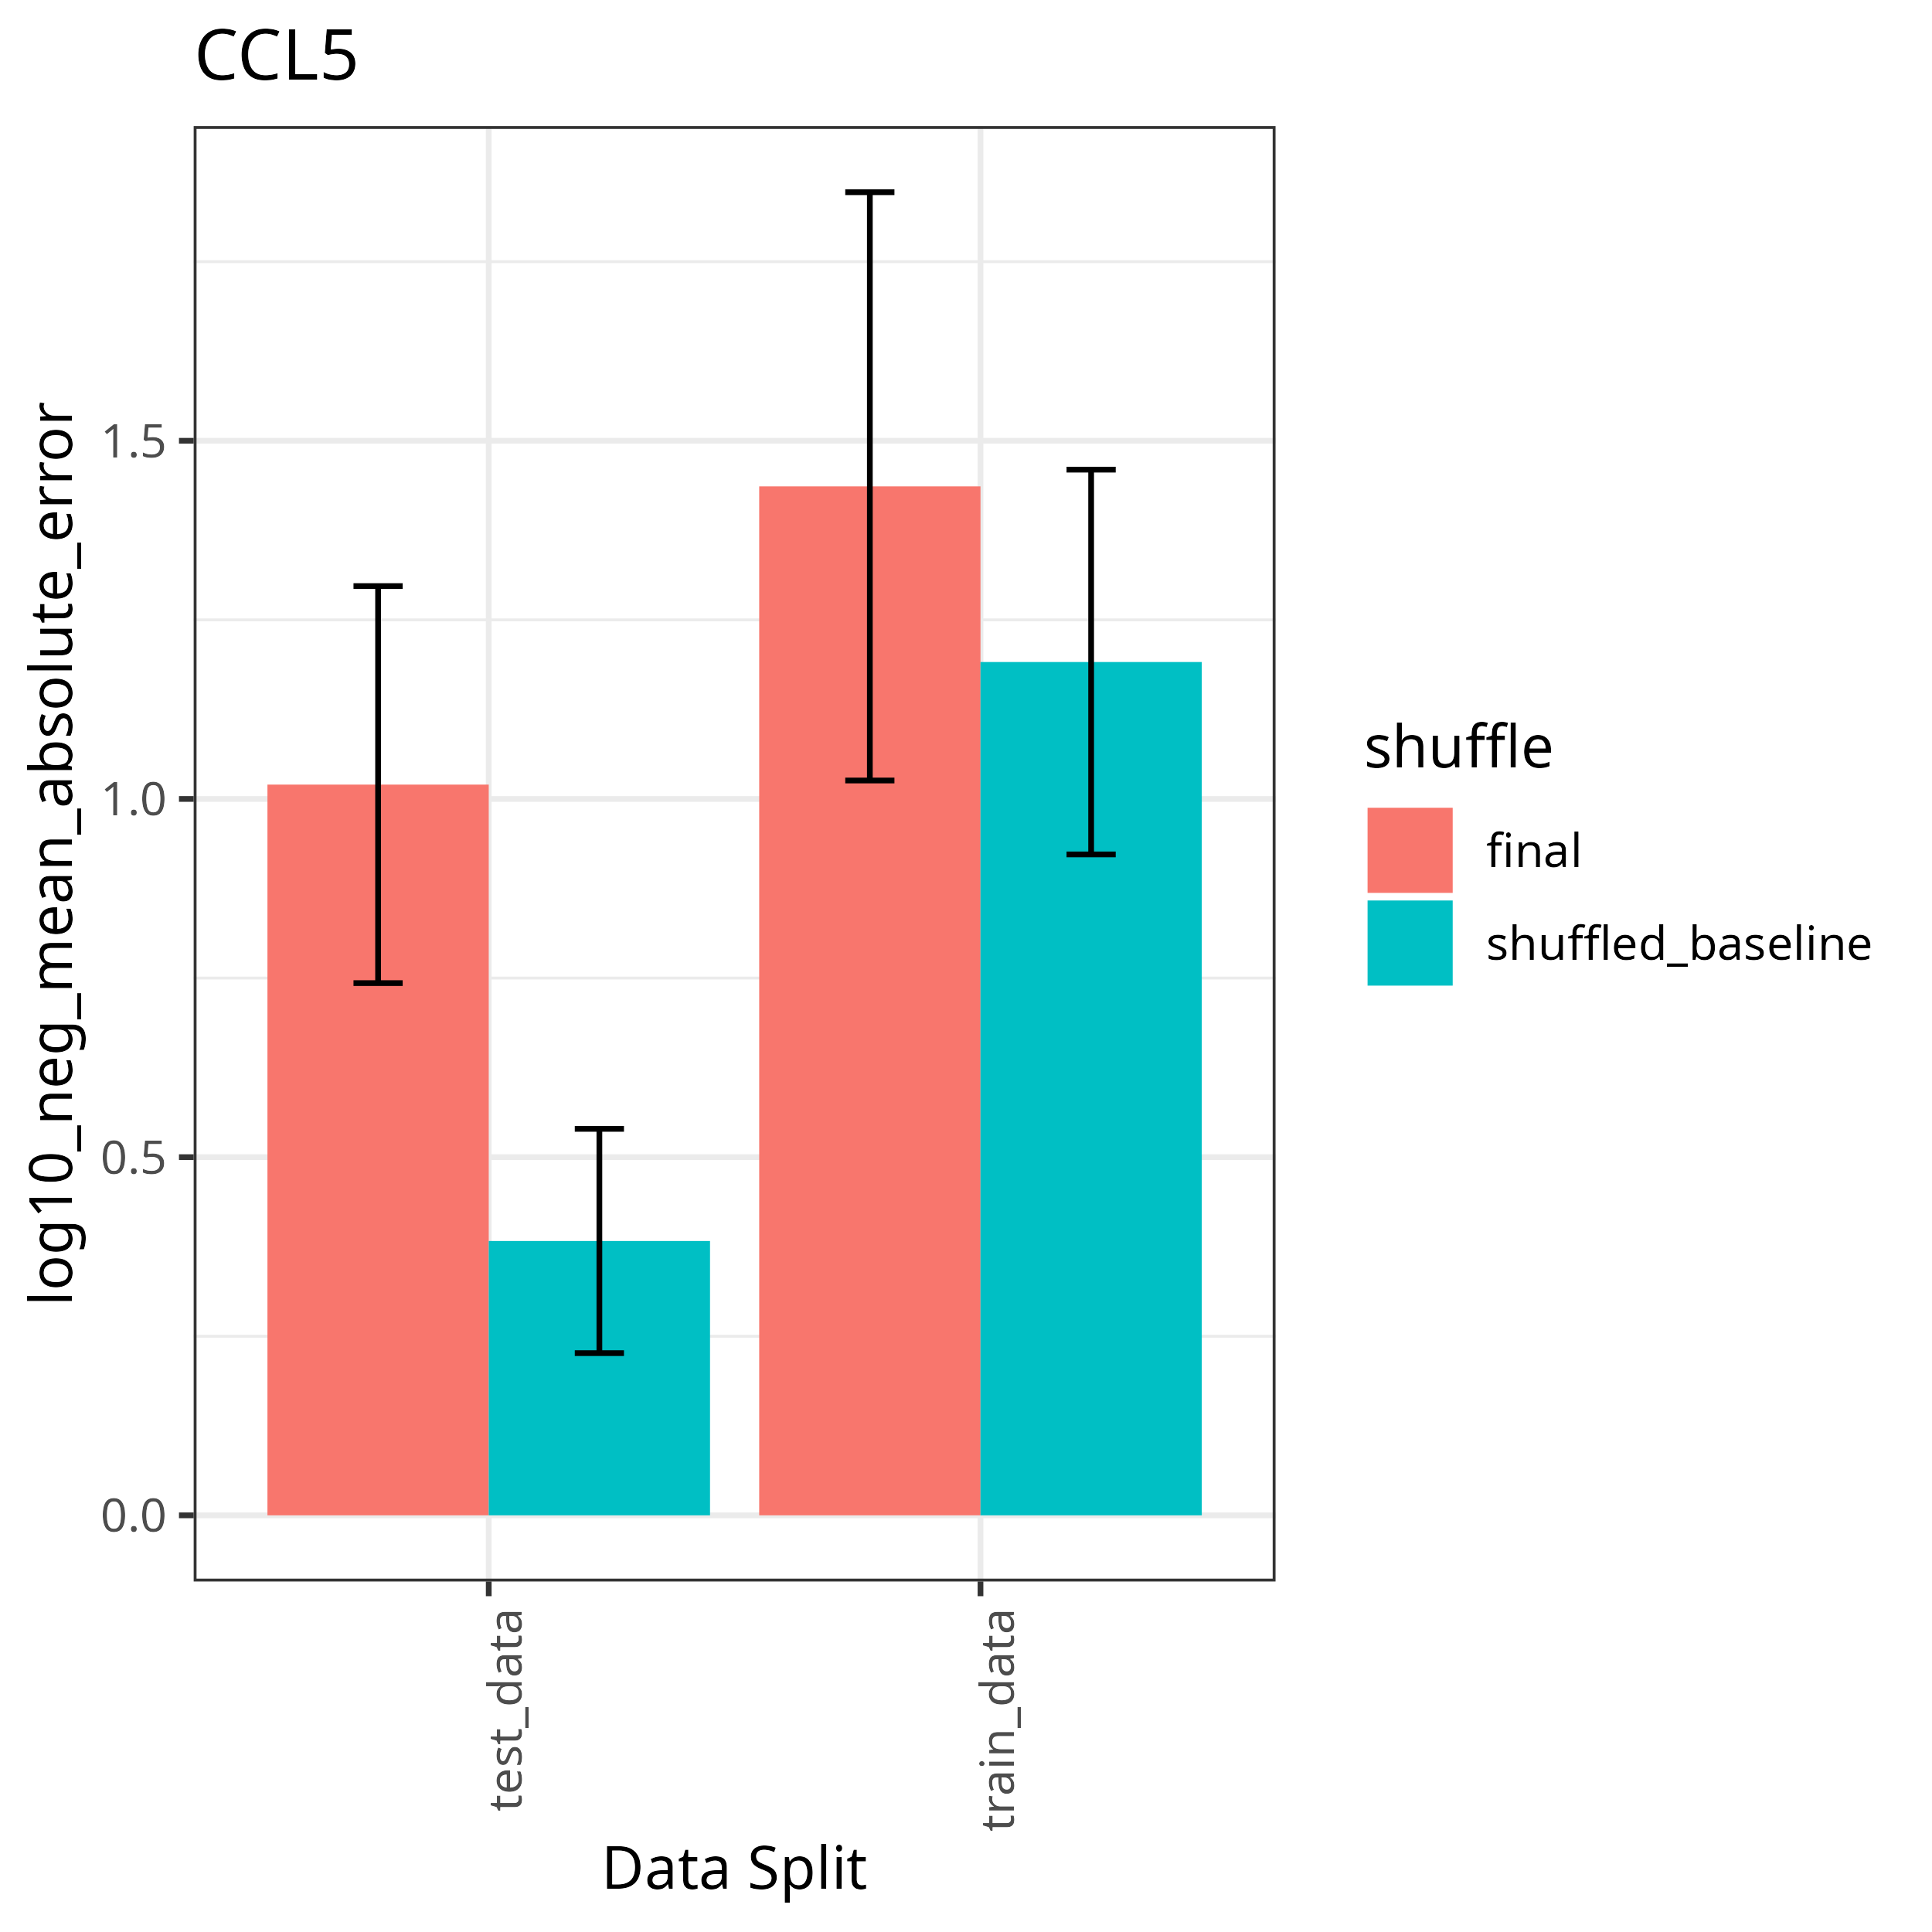 CCL5
log10_neg_mean_absolute_error
1.5
1.0
0.5
0.0
test_data
train_data
Data Split
shuffle
final
shuffled_baseline